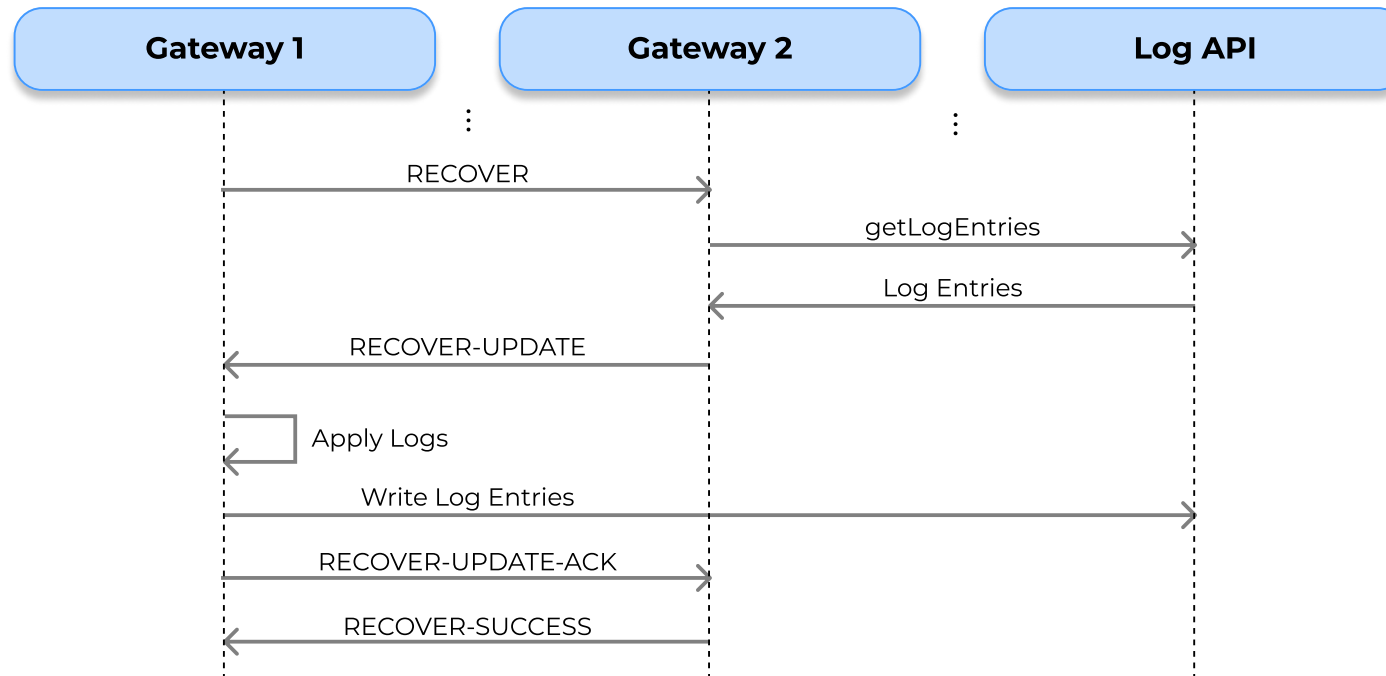 Gateway 1
Gateway 2
Log API
RECOVER
getLogEntries
Log Entries
RECOVER-UPDATE
Apply Logs
Write Log Entries
RECOVER-UPDATE-ACK
RECOVER-SUCCESS